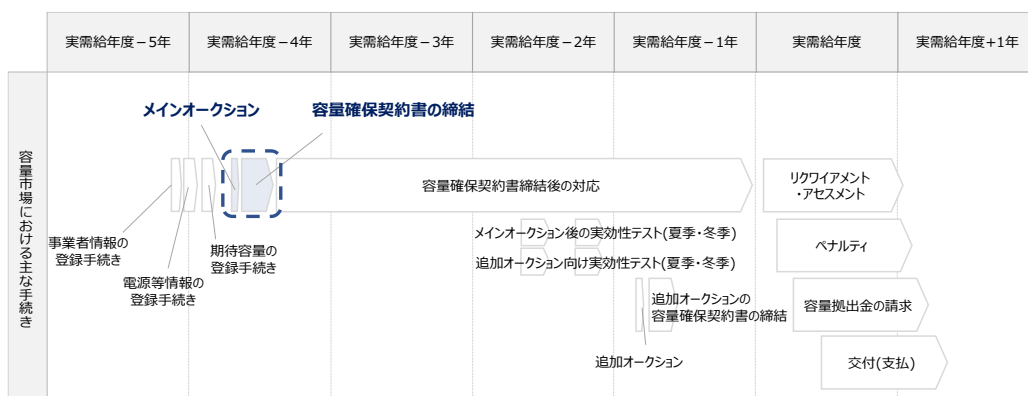 実需給年度－5年
実需給年度－4年
実需給年度－3年
実需給年度－2年
実需給年度－1年
実需給年度
実需給年度+1年
容量市場における主な手続き
メインオークション
容量確保契約書の締結
容量確保契約書締結後の対応
リクワイアメント
・アセスメント
事業者情報の
登録手続き
電源等情報の
登録手続き
期待容量の
登録手続き
メインオークション後の実効性テスト(夏季・冬季)
追加オークション向け実効性テスト(夏季・冬季)
ペナルティ
追加オークションの
容量確保契約書の締結
容量拠出金の請求
追加オークション
交付(支払)